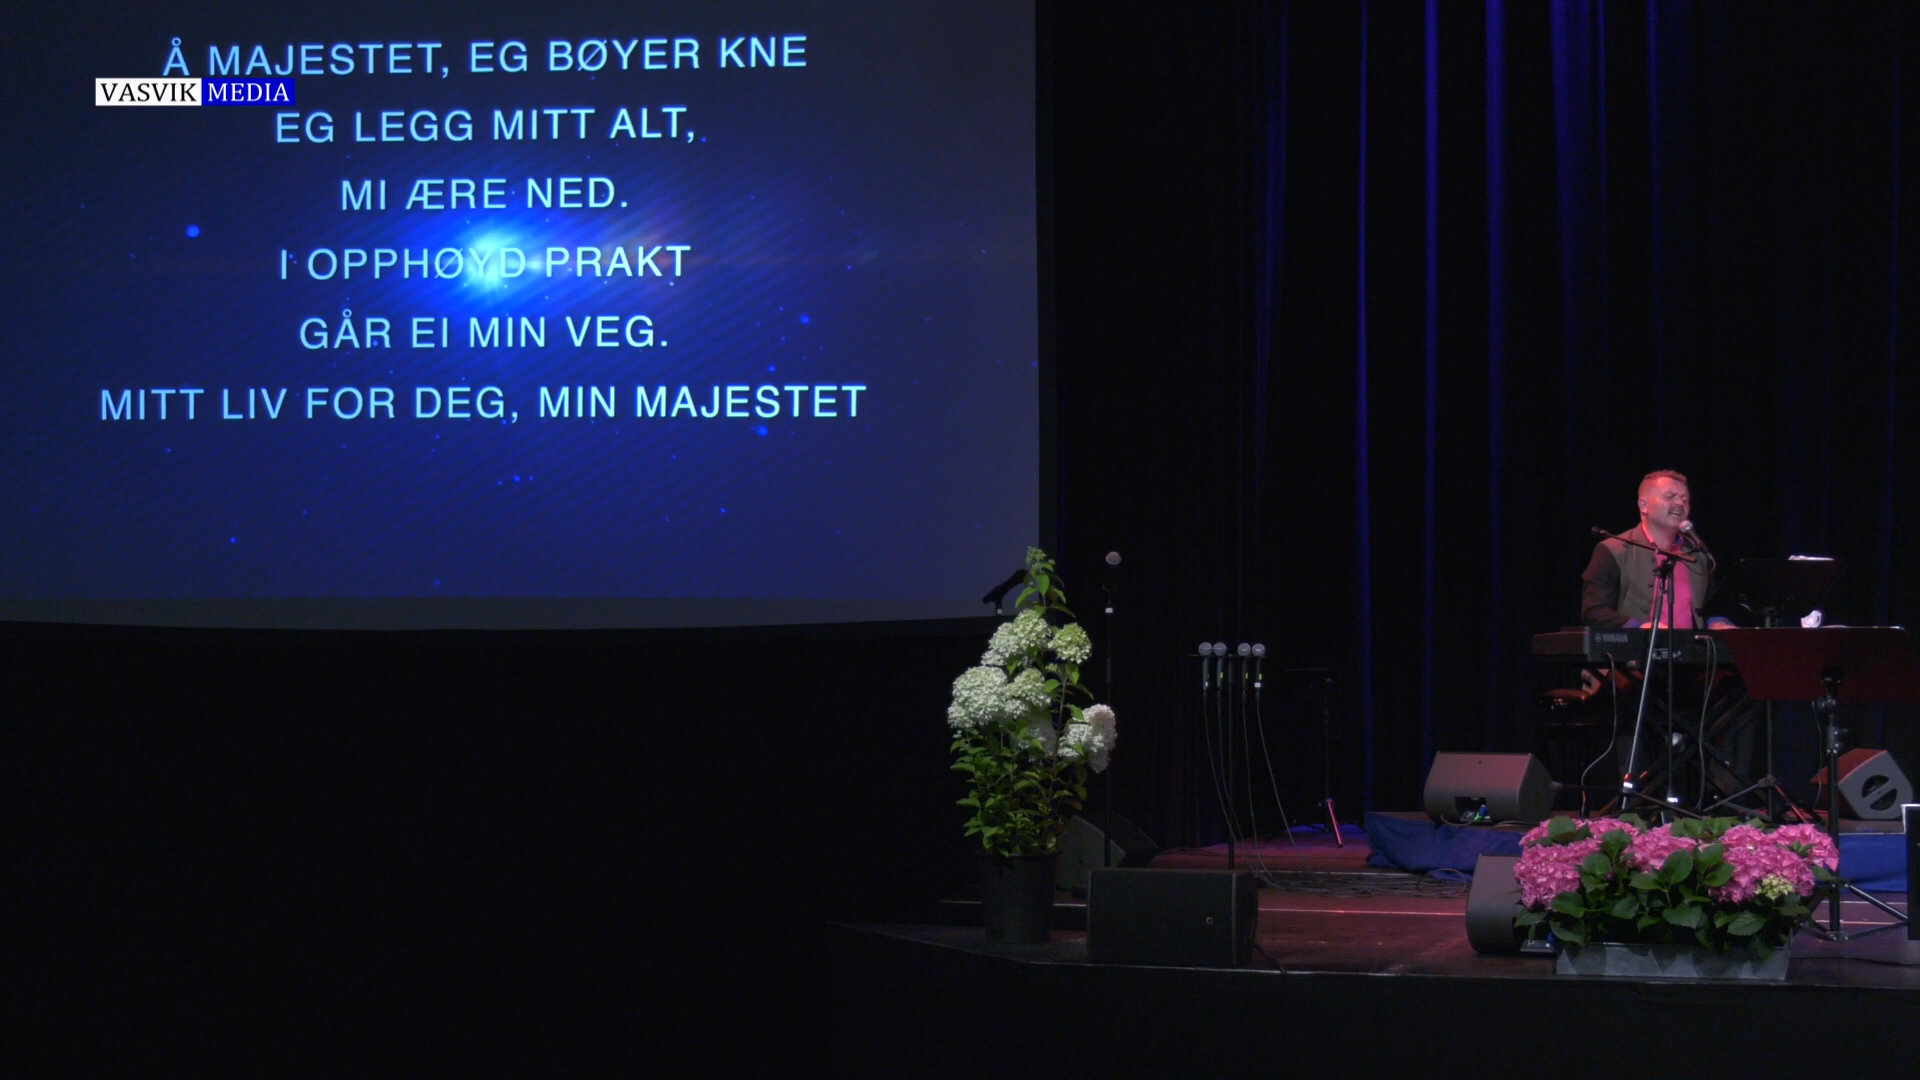 Å MAJESTET, EG BØYER KNE
VASVIK MEDIA
EG LEGG MITT ALT,
MI ÆRE NED.
I OPPHØYD PRAKT
GÅR EI MIN VEG.
MITT LIV FOR DEG, MIN MAJESTET
YAMAHA